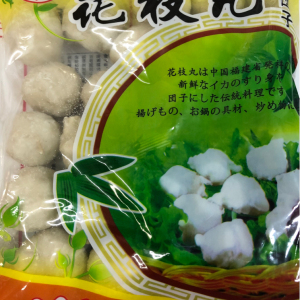 花枝丸
団子
花枝丸は中国福建省
新鮮なイカのすり身
団子にした伝統料理です
揚げもの、お鍋の具材、炒め